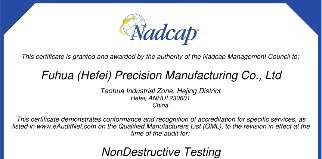 Nadcap
This certificate is granted and awarded by the authority of the Nadcap Management Council to:
Fuhua (Hefei) Precision Manufacturing Co., Ltd
Taohua Industrial Zone, Hejing District
Hefei, ANHUI 230601
China
This certificate demonstrates conformance and recognition of accreditation for specific services, as
listed in www.eAuditNet.com on the Qualified Manufacturers List (QML), to the revision in effect at the
time of the audit for:
NonDestructive Testing